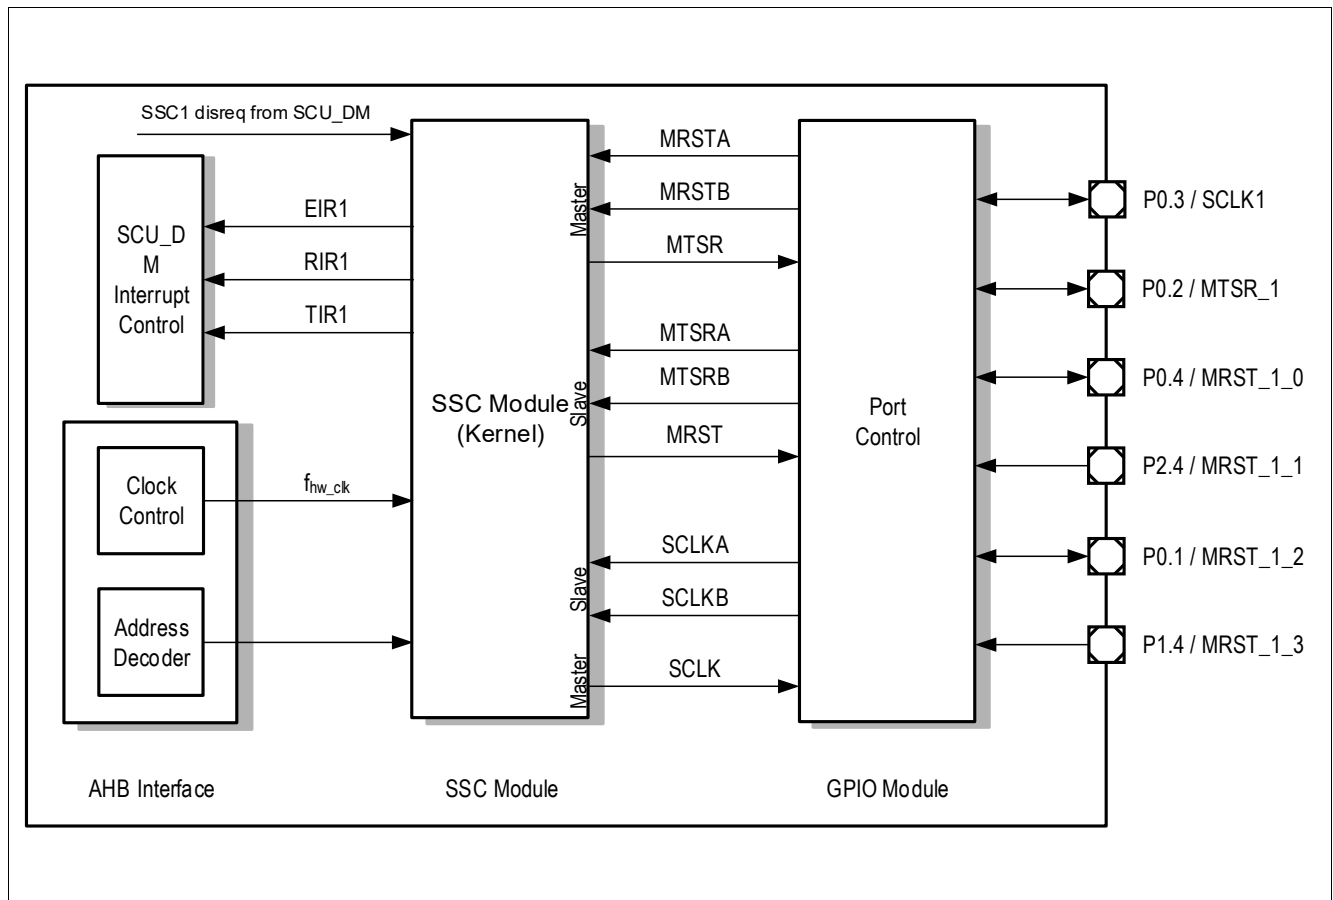 SSC1 disreq from SCU_DM
SCU_D
M
Interrupt
Control
EIR1
RIR1
TIR1
Clock
Control
fhw_clk
Address
Decoder
AHB Interface
SSC Module
(Kernel)
Master
Slave
Slave
Master
SSC Module
MRSTA
MRSTB
MTSR
MTSRA
MTSRB
MRST
SCLKA
SCLKB
SCLK
Port
Control
GPIO Module
P0.3 / SCLK1
P0.2 / MTSR_1
P0.4 / MRST_1_0
P2.4 / MRST_1_1
P0.1 / MRST_1_2
P1.4 / MRST_1_3